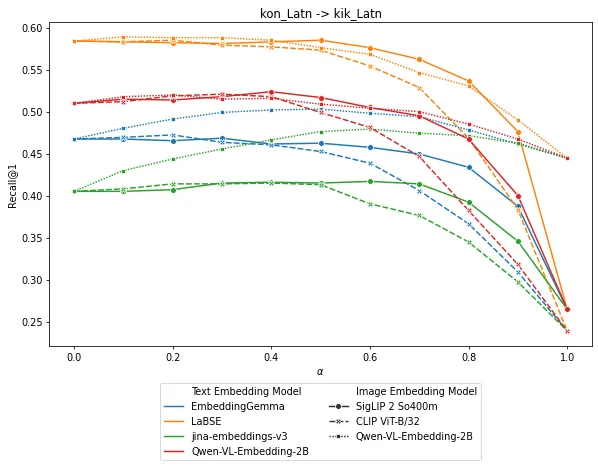 kon_Latn -> kik_Latn
0.60
0.55
0.50
0.45
0.40
0.35
0.30
0.25
Recall@1
0.0 0.2 0.4 0.6 0.8 1.0
α
Text Embedding Model
EmbeddingGemma
LaBSE
jina-embeddings-v3
Qwen-VL-Embedding-2B
Image Embedding Model
SigLIP 2 So400m
CLIP ViT-B/32
Qwen-VL-Embedding-2B